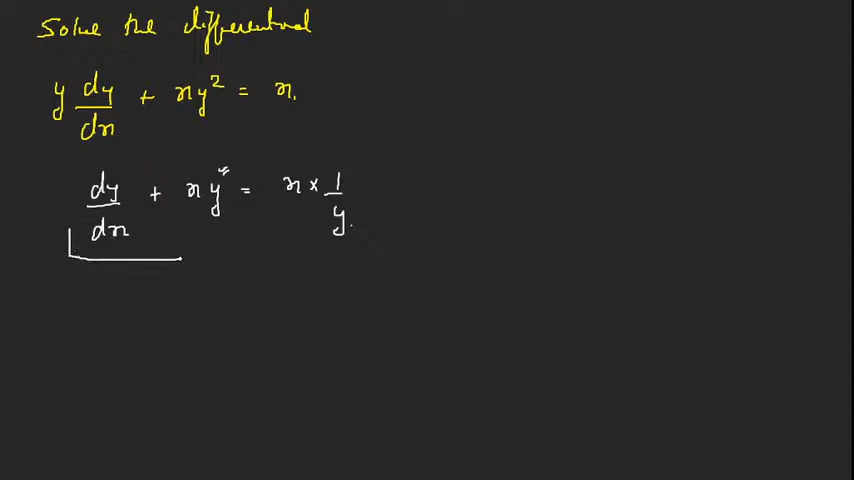 Solve the differential
y dy/dx + xy² = x.
dy/dx + xy = x × 1/y.